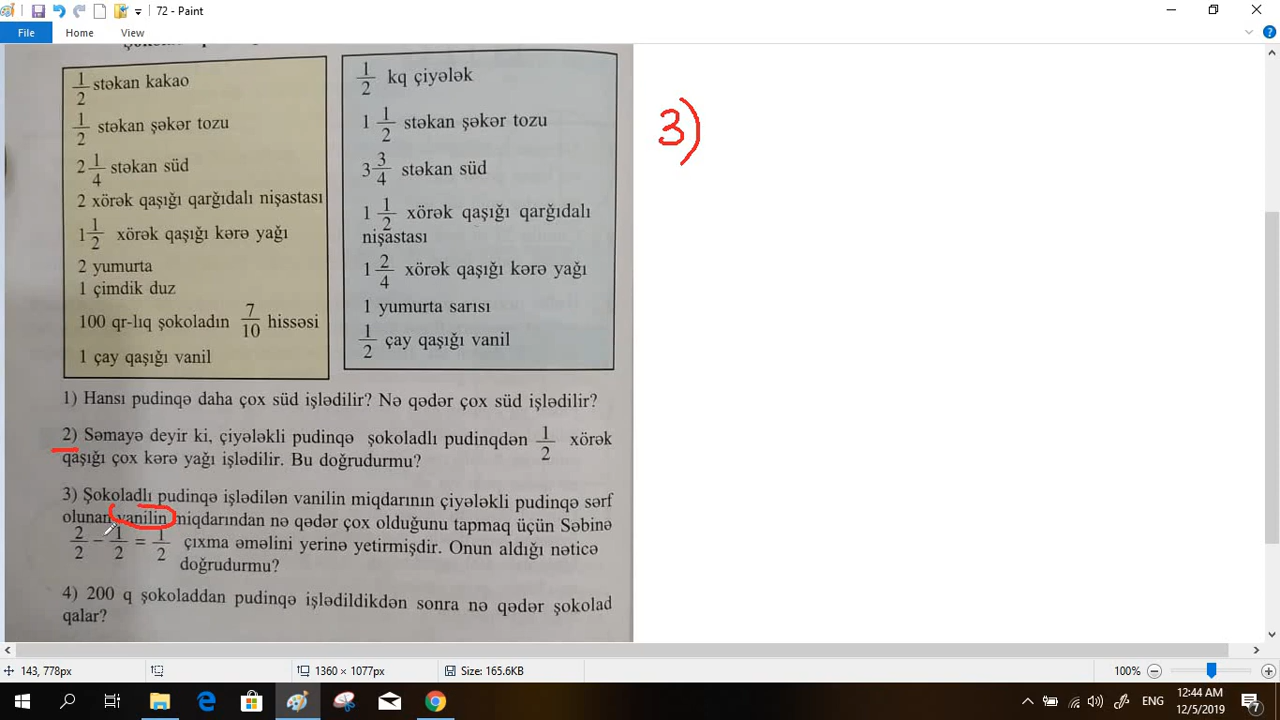 72 - Paint
File Home View
1/2 stəkan kakao
1/2 stəkan şəkər tozu
2 1/4 stəkan süd
2 xörək qaşığı qarğıdalı nişastası
1 1/2 xörək qaşığı kərə yağı
2 yumurta
1 çimdik duz
100 qr-lıq şokoladın 7/10 hissəsi
1 çay qaşığı vanil
1/2 kq çiyələk
1 1/2 stəkan şəkər tozu
3 3/4 stəkan süd
1 1/2 xörək qaşığı qarğıdalı
nişastası
1 2/4 xörək qaşığı kərə yağı
1 yumurta sarısı
1/2 çay qaşığı vanil
3)
1) Hansı pudinqə daha çox süd işlədilir? Nə qədər çox süd işlədilir?
2) Səmayə deyir ki, çiyələkli pudinqə şokoladlı pudinqdən 1/2 xörək
qaşığı çox kərə yağı işlədilir. Bu doğrudurmu?
3) Şokoladlı pudinqə işlədilən vanilin miqdarının çiyələkli pudinqə sərf
olunan vanilin miqdarından nə qədər çox olduğunu tapmaq üçün Səbinə
2/2 − 1/2 = 1/2 çıxma əməlini yerinə yetirmişdir. Onun aldığı nəticə
doğrudurmu?
4) 200 q şokoladdan pudinqə işlədildikdən sonra nə qədər şokolad
qalar?
143, 778px 1360 × 1077px Size: 165.6KB 100%
ENG 12:44 AM
12/5/2019 7